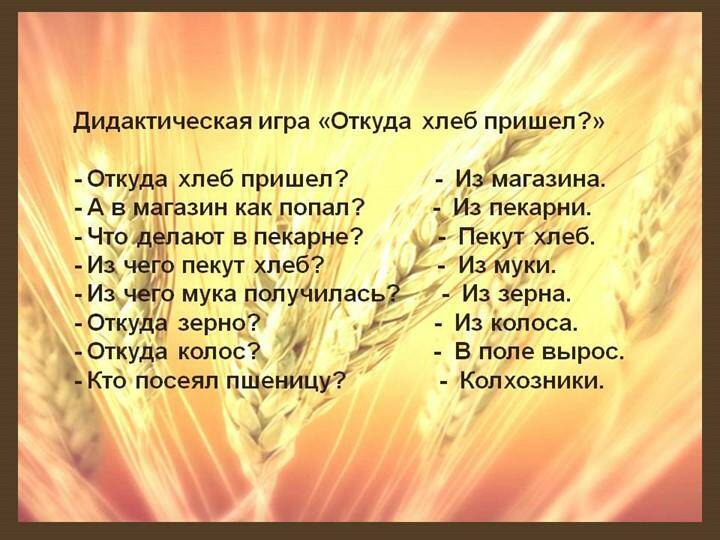 Дидактическая игра «Откуда хлеб пришел?»
- Откуда хлеб пришел? - Из магазина.
- А в магазин как попал? - Из пекарни.
- Что делают в пекарне? - Пекут хлеб.
- Из чего пекут хлеб? - Из муки.
- Из чего мука получилась? - Из зерна.
- Откуда зерно? - Из колоса.
- Откуда колос? - В поле вырос.
- Кто посеял пшеницу? - Колхозники.